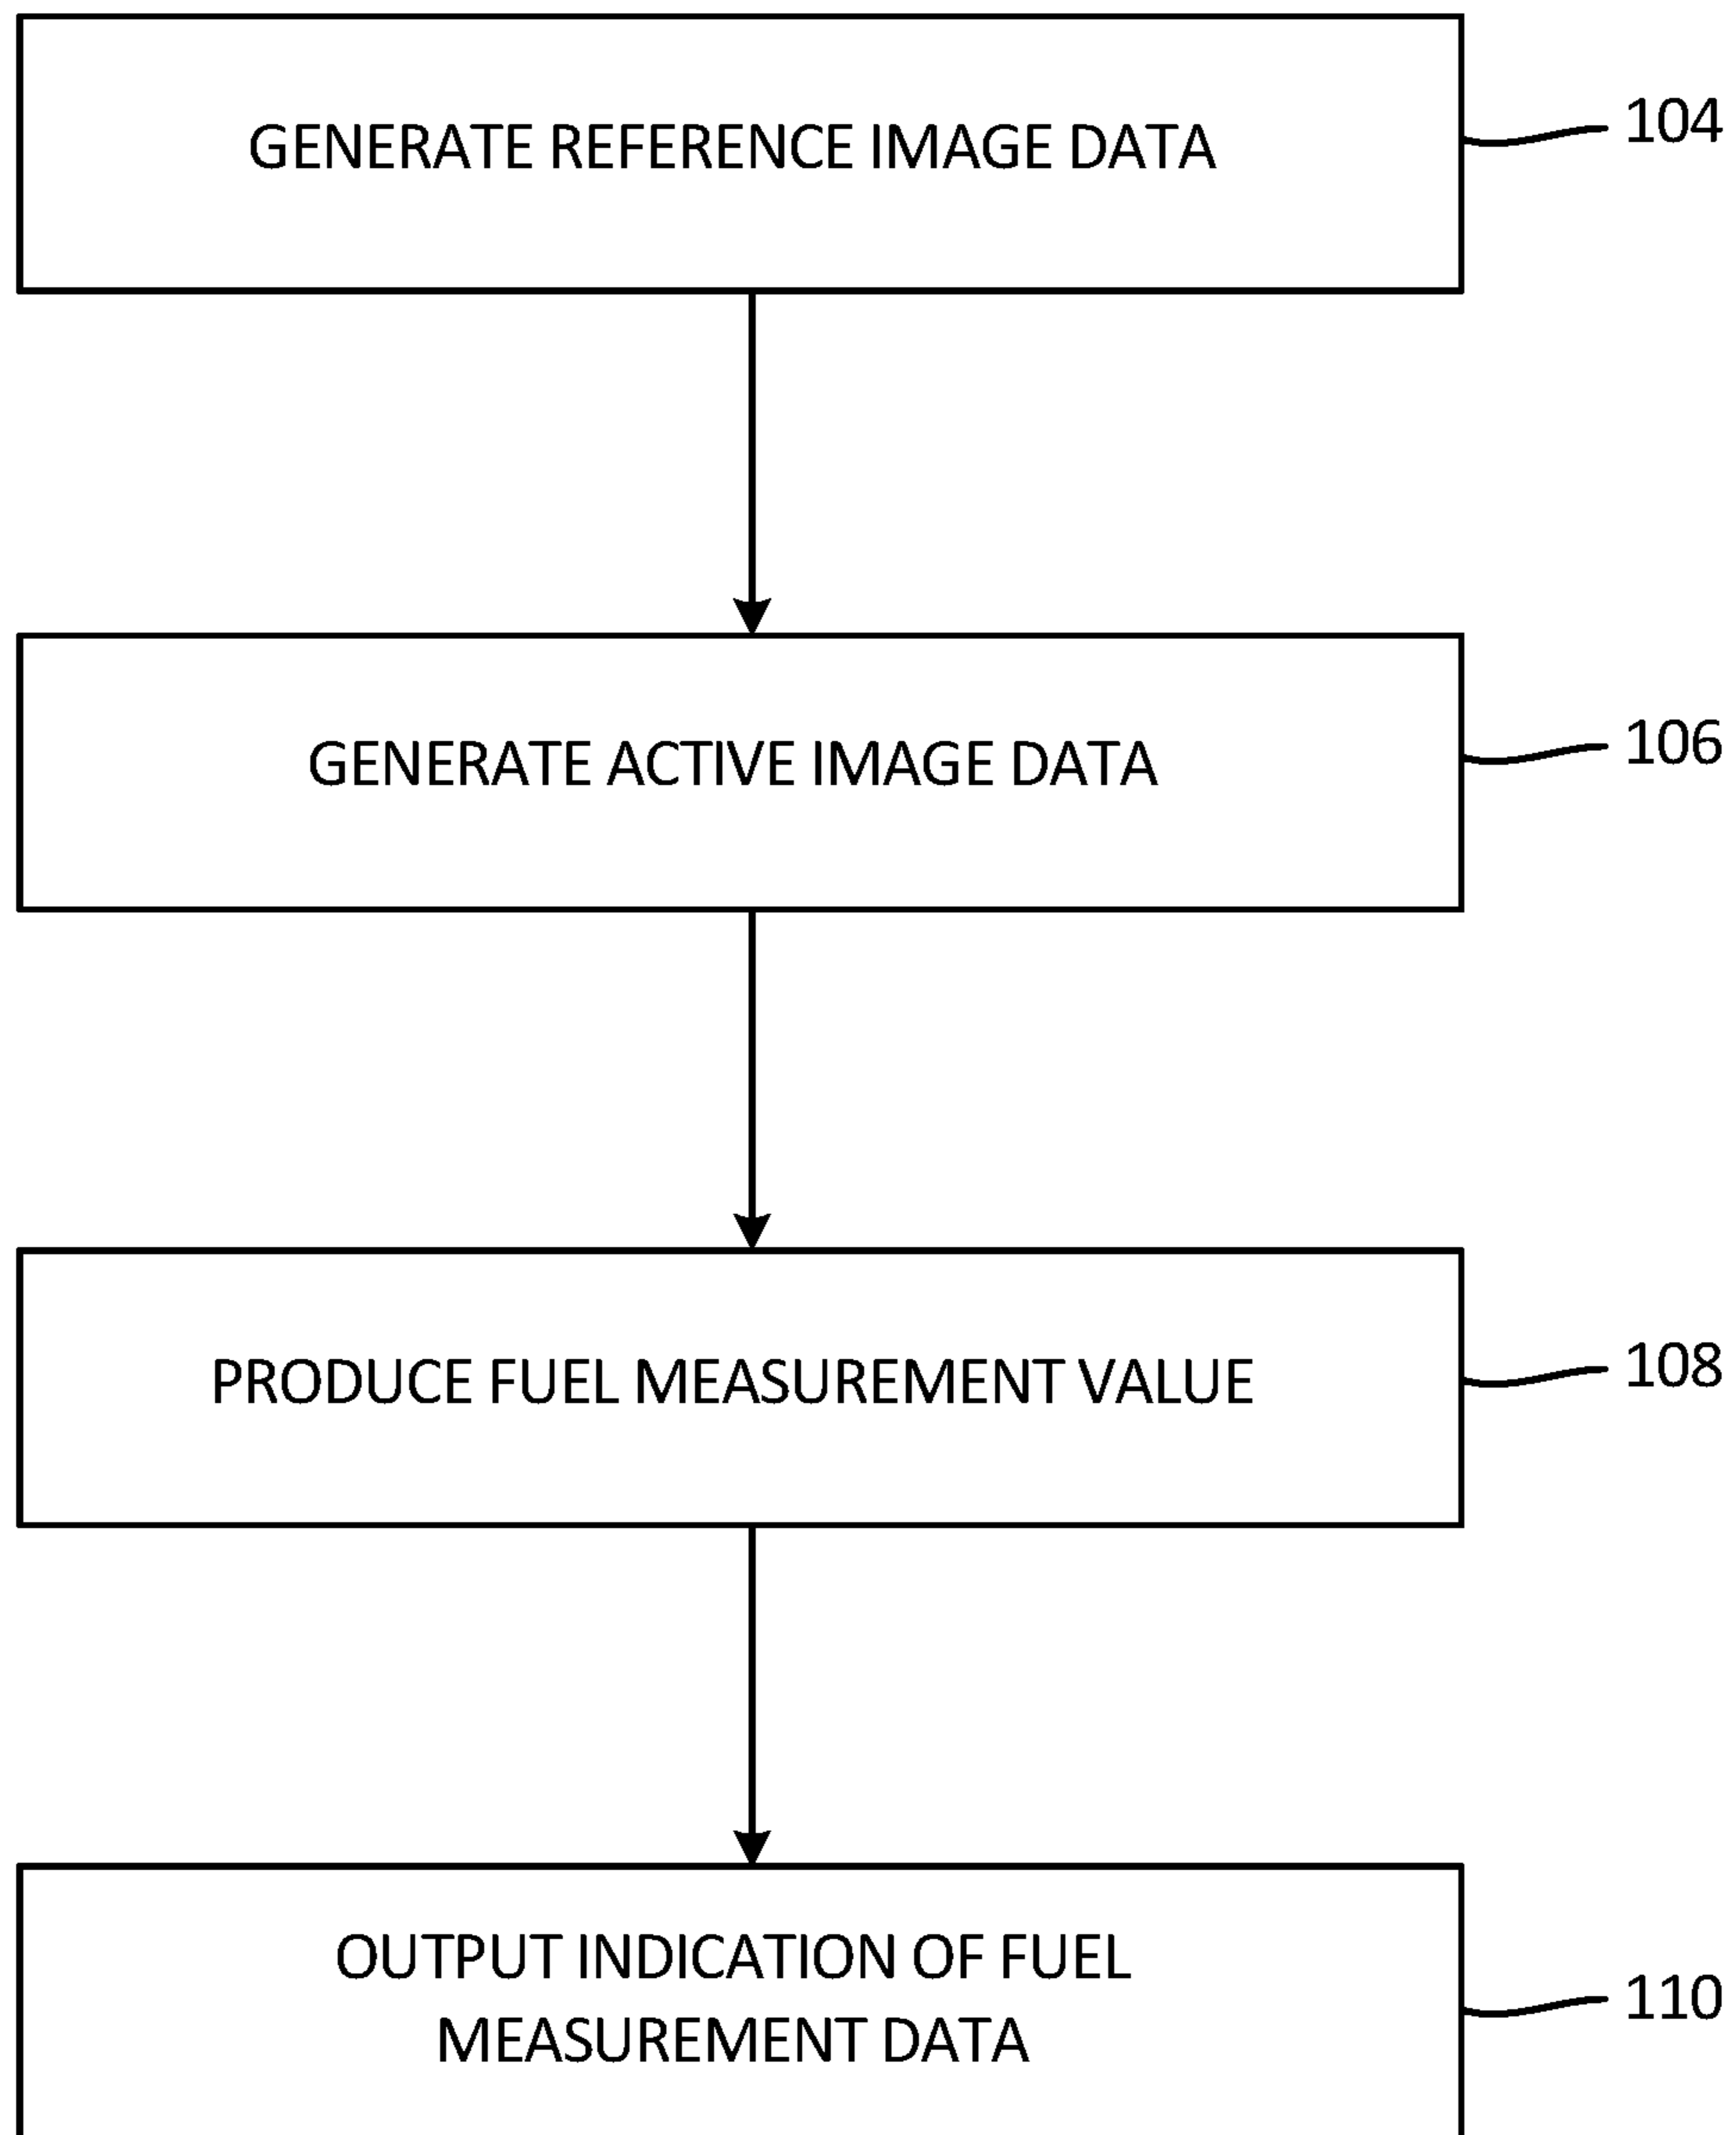 GENERATE REFERENCE IMAGE DATA
104
GENERATE ACTIVE IMAGE DATA
106
PRODUCE FUEL MEASUREMENT VALUE
108
OUTPUT INDICATION OF FUEL
MEASUREMENT DATA
110